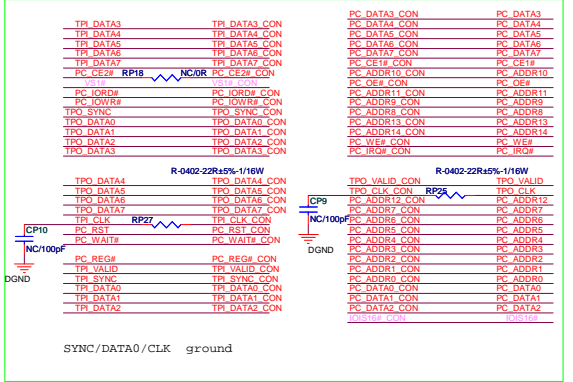 TPI_DATA3 TPI_DATA3_CON
TPI_DATA4 TPI_DATA4_CON
TPI_DATA5 TPI_DATA5_CON
TPI_DATA6 TPI_DATA6_CON
TPI_DATA7 TPI_DATA7_CON
PC_CE2# RP18 NC/0R PC_CE2#_CON
VS1# VS1#_CON
PC_IORD# PC_IORD#_CON
PC_IOWR# PC_IOWR#_CON
TPO_SYNC TPO_SYNC_CON
TPO_DATA0 TPO_DATA0_CON
TPO_DATA1 TPO_DATA1_CON
TPO_DATA2 TPO_DATA2_CON
TPO_DATA3 TPO_DATA3_CON
R-0402-22R±5%-1/16W
TPO_DATA4 TPO_DATA4_CON
TPO_DATA5 TPO_DATA5_CON
TPO_DATA6 TPO_DATA6_CON
TPO_DATA7 TPO_DATA7_CON
TPI_CLK RP27 TPI_CLK_CON
CP10
PC_RST PC_RST_CON
PC_WAIT# PC_WAIT#_CON
NC/100pF
DGND
PC_REG# PC_REG#_CON
TPI_VALID TPI_VALID_CON
TPI_SYNC TPI_SYNC_CON
TPI_DATA0 TPI_DATA0_CON
TPI_DATA1 TPI_DATA1_CON
TPI_DATA2 TPI_DATA2_CON
PC_DATA3_CON PC_DATA3
PC_DATA4_CON PC_DATA4
PC_DATA5_CON PC_DATA5
PC_DATA6_CON PC_DATA6
PC_DATA7_CON PC_DATA7
PC_CE1#_CON PC_CE1#
PC_ADDR10_CON PC_ADDR10
PC_OE#_CON PC_OE#
PC_ADDR11_CON PC_ADDR11
PC_ADDR9_CON PC_ADDR9
PC_ADDR8_CON PC_ADDR8
PC_ADDR13_CON PC_ADDR13
PC_ADDR14_CON PC_ADDR14
PC_WE#_CON PC_WE#
PC_IRQ#_CON PC_IRQ#
R-0402-22R±5%-1/16W
TPO_VALID_CON TPO_VALID
TPO_CLK_CON RP25 TPO_CLK
CP9
PC_ADDR12_CON PC_ADDR12
PC_ADDR7_CON PC_ADDR7
NC/100pF
PC_ADDR6_CON PC_ADDR6
PC_ADDR5_CON PC_ADDR5
PC_ADDR4_CON PC_ADDR4
DGND
PC_ADDR3_CON PC_ADDR3
PC_ADDR2_CON PC_ADDR2
PC_ADDR1_CON PC_ADDR1
PC_ADDR0_CON PC_ADDR0
PC_DATA0_CON PC_DATA0
PC_DATA1_CON PC_DATA1
PC_DATA2_CON PC_DATA2
IOIS16#_CON IOIS16#
SYNC/DATA0/CLK ground